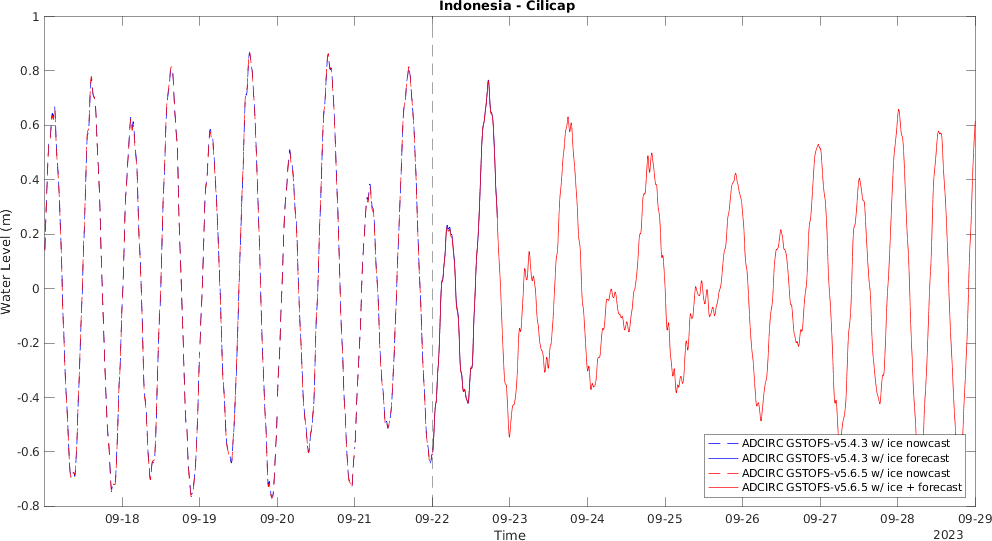 Indonesia - Cilicap
1
0.8
0.6
0.4
0.2
0
-0.2
-0.4
-0.6
-0.8
Water Level (m)
ADCIRC GSTOFS-v5.4.3 w/ ice nowcast
ADCIRC GSTOFS-v5.4.3 w/ ice forecast
ADCIRC GSTOFS-v5.6.5 w/ ice nowcast
ADCIRC GSTOFS-v5.6.5 w/ ice + forecast
09-18 09-19 09-20 09-21 09-22 09-23 09-24 09-25 09-26 09-27 09-28 09-29
Time
2023